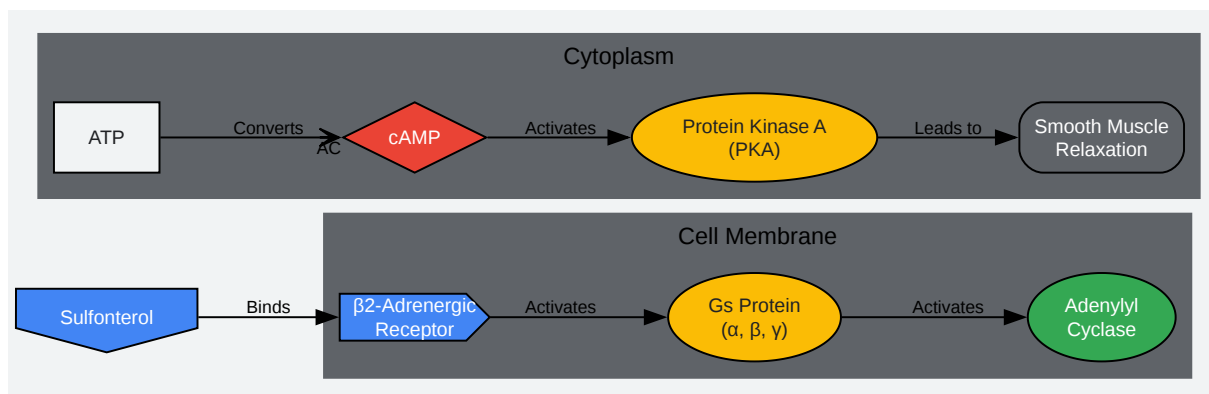 Cytoplasm
ATP
Converts
AC
cAMP
Activates
Protein Kinase A
(PKA)
Leads to
Smooth Muscle
Relaxation
Cell Membrane
Sulfonterol
Binds
β2-Adrenergic
Receptor
Activates
Gs Protein
(α, β, γ)
Activates
Adenylyl
Cyclase